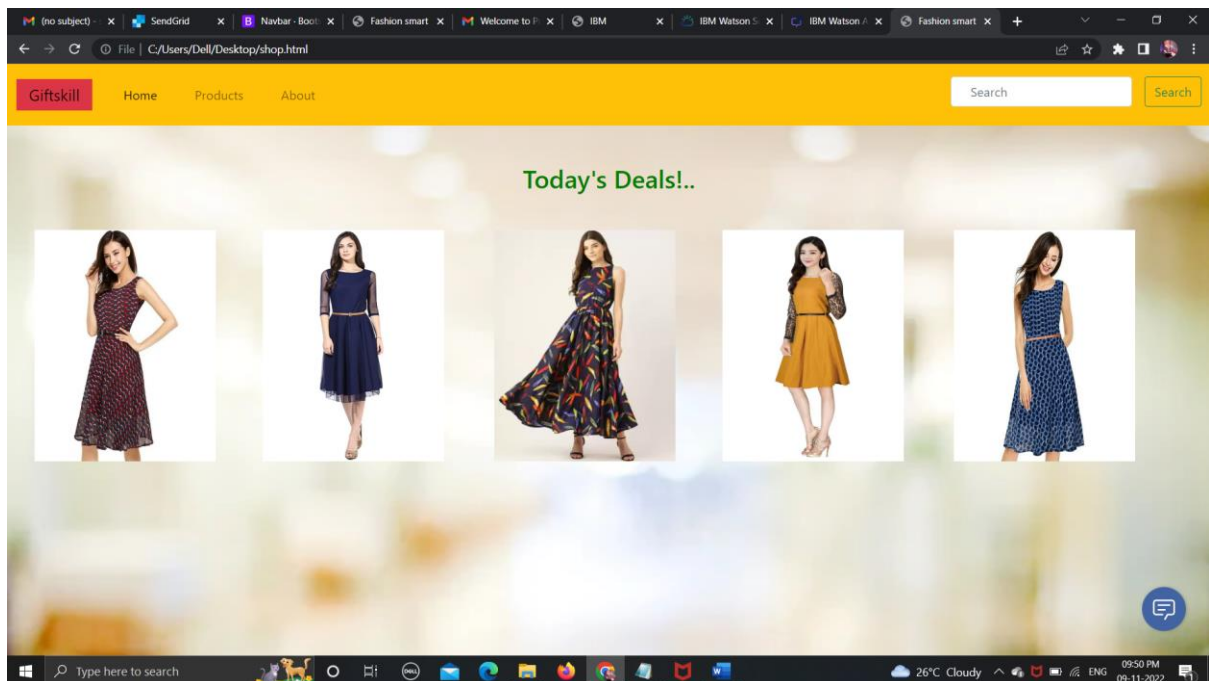 (no subject) -
SendGrid
Navbar · Boot
Fashion smart
Welcome to P
IBM
IBM Watson S
IBM Watson A
Fashion smart
File | C:/Users/Dell/Desktop/shop.html
Giftskill
Home
Products
About
Search
Search
Today's Deals!..
Type here to search
DELL
26°C Cloudy
ENG
09:50 PM
09-11-2022